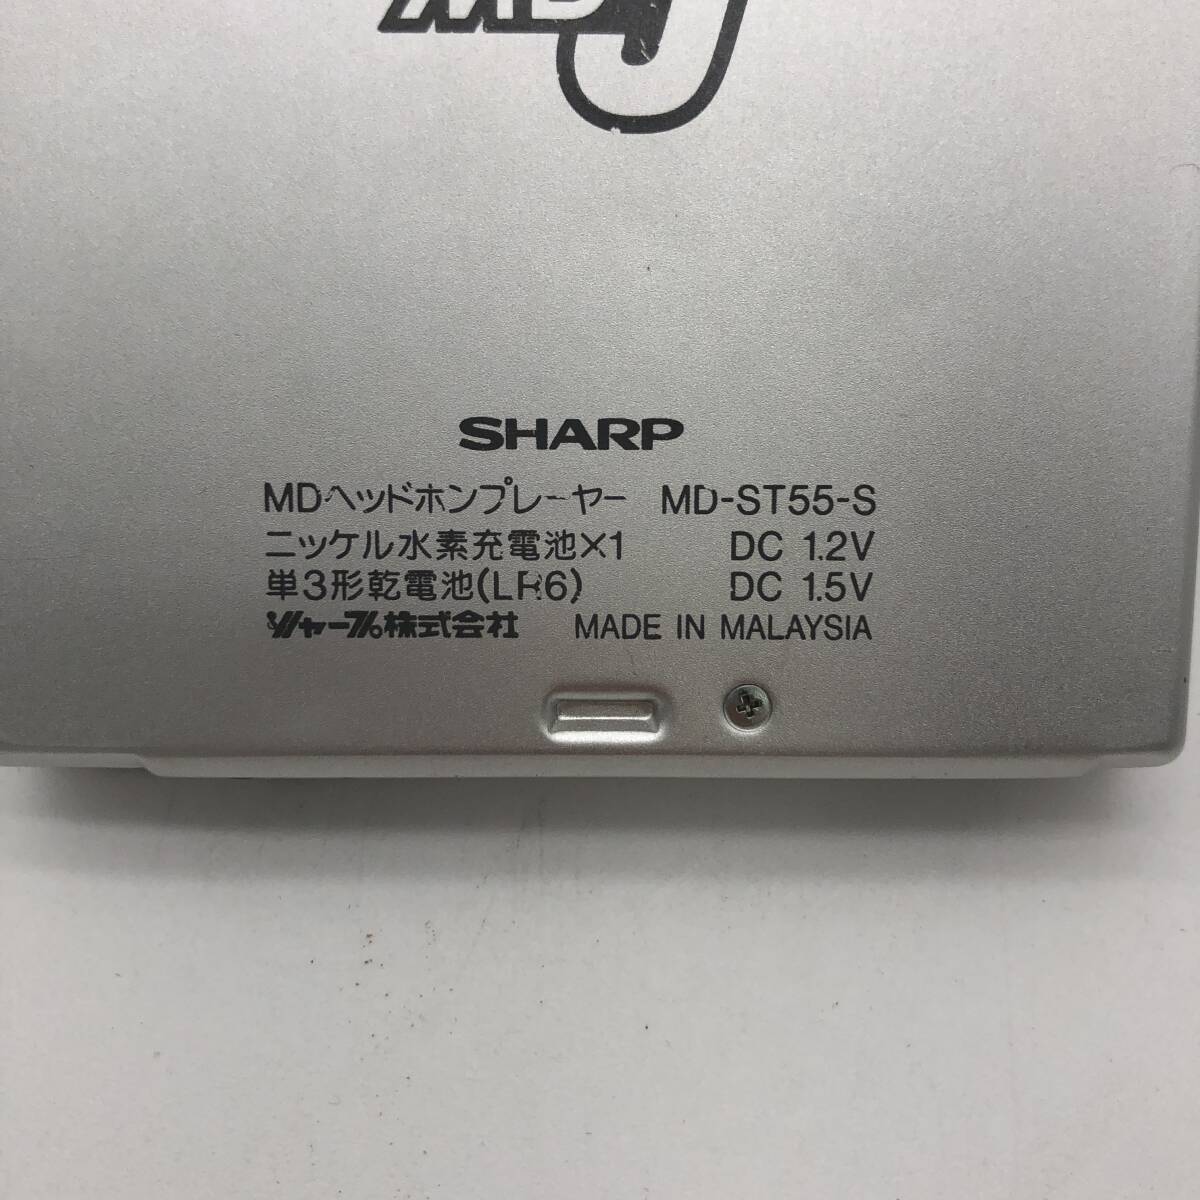 MD J
SHARP
MDヘッドホンプレーヤー MD-ST55-S
ニッケル水素充電池×1 DC 1.2V
単3形乾電池(LR6) DC 1.5V
シャープ株式会社 MADE IN MALAYSIA